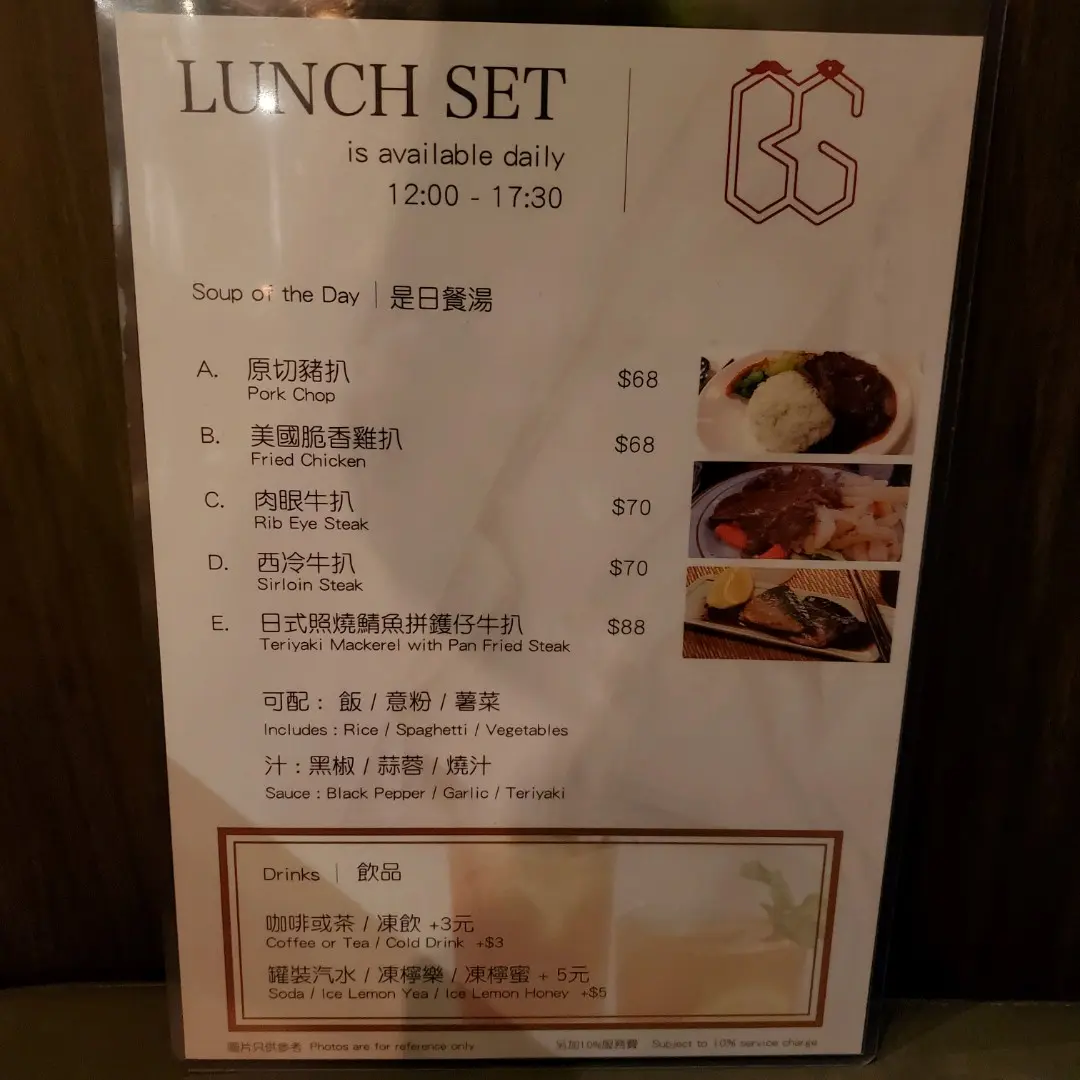 LUNCH SET
is available daily
12:00 - 17:30
BG
Soup of the Day | 是日餐湯
A. 原切豬扒 $68
Pork Chop
B. 美國脆香雞扒 $68
Fried Chicken
C. 肉眼牛扒 $70
Rib Eye Steak
D. 西冷牛扒 $70
Sirloin Steak
E. 日式照燒鯖魚拼鑊仔牛扒 $88
Teriyaki Mackerel with Pan Fried Steak
可配： 飯 / 意粉 / 薯菜
Includes : Rice / Spaghetti / Vegetables
汁 : 黑椒 / 蒜蓉 / 燒汁
Sauce : Black Pepper / Garlic / Teriyaki
Drinks | 飲品
咖啡或茶 / 凍飲 +3元
Coffee or Tea / Cold Drink +$3
罐裝汽水 / 凍檸樂 / 凍檸蜜 + 5元
Soda / Ice Lemon Yea / Ice Lemon Honey +$5
圖片只供參考 Photos are for reference only 另加10%服務費 Subject to 10% service charge